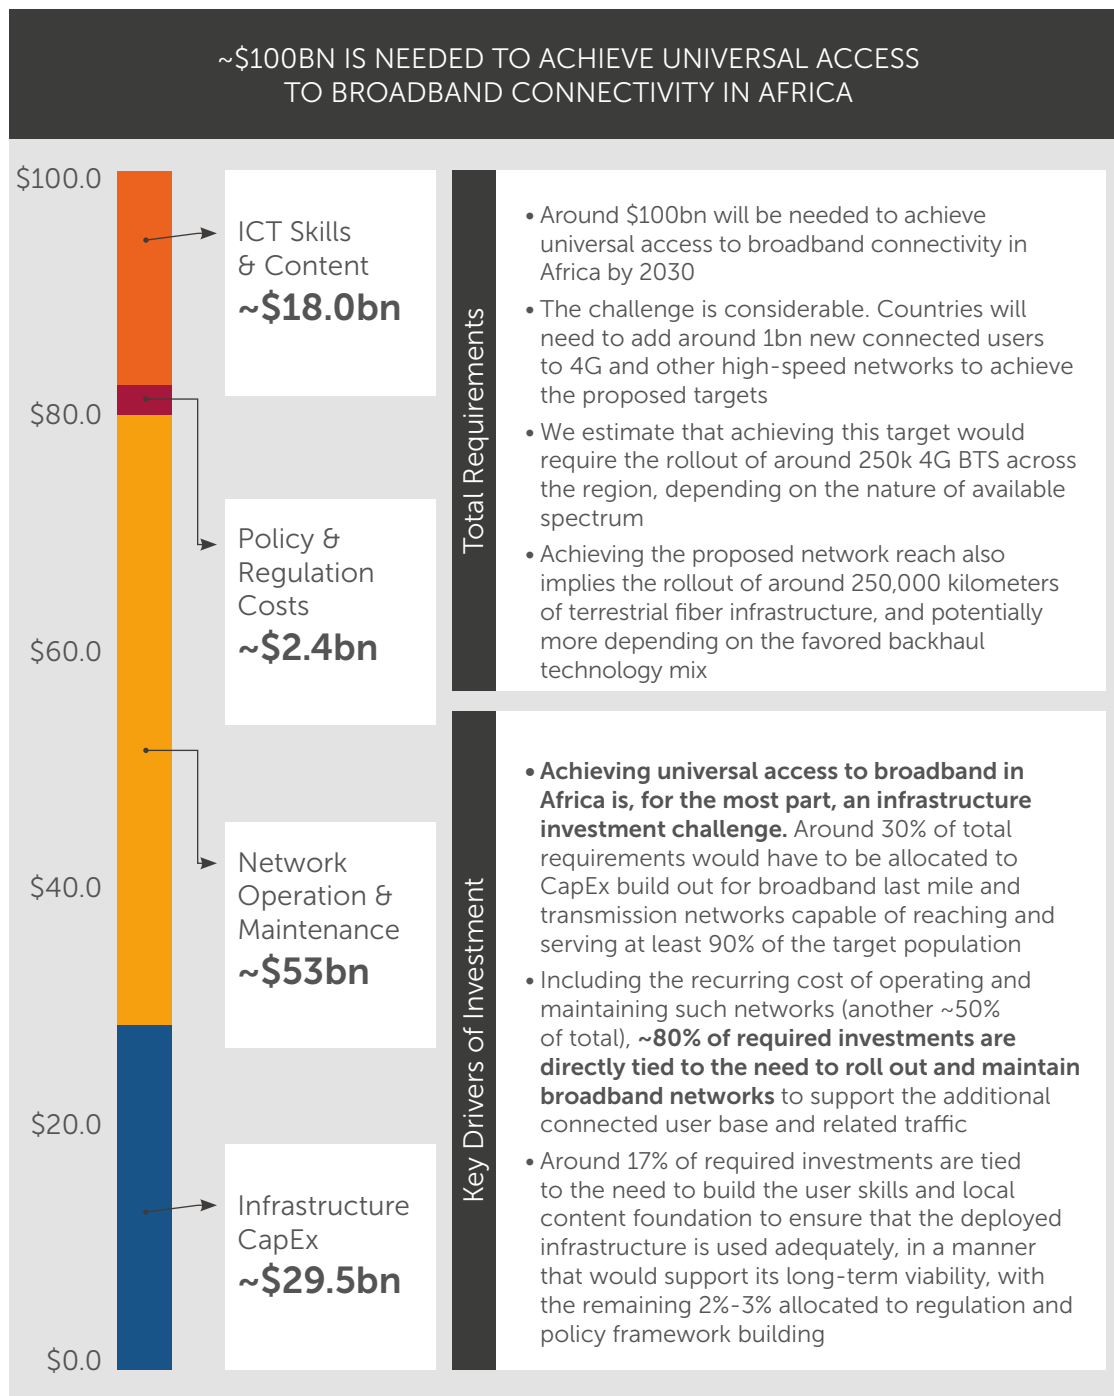 ~$100BN IS NEEDED TO ACHIEVE UNIVERSAL ACCESS
TO BROADBAND CONNECTIVITY IN AFRICA
$100.0
$80.0
$60.0
$40.0
$20.0
$0.0
ICT Skills
& Content
~$18.0bn
Policy &
Regulation
Costs
~$2.4bn
Network
Operation &
Maintenance
~$53bn
Infrastructure
CapEx
~$29.5bn
Total Requirements
• Around $100bn will be needed to achieve
universal access to broadband connectivity in
Africa by 2030
• The challenge is considerable. Countries will
need to add around 1bn new connected users
to 4G and other high-speed networks to achieve
the proposed targets
• We estimate that achieving this target would
require the rollout of around 250k 4G BTS across
the region, depending on the nature of available
spectrum
• Achieving the proposed network reach also
implies the rollout of around 250,000 kilometers
of terrestrial fiber infrastructure, and potentially
more depending on the favored backhaul
technology mix
Key Drivers of Investment
• Achieving universal access to broadband in
Africa is, for the most part, an infrastructure
investment challenge. Around 30% of total
requirements would have to be allocated to
CapEx build out for broadband last mile and
transmission networks capable of reaching and
serving at least 90% of the target population
• Including the recurring cost of operating and
maintaining such networks (another ~50%
of total), ~80% of required investments are
directly tied to the need to roll out and maintain
broadband networks to support the additional
connected user base and related traffic
• Around 17% of required investments are tied
to the need to build the user skills and local
content foundation to ensure that the deployed
infrastructure is used adequately, in a manner
that would support its long-term viability, with
the remaining 2%-3% allocated to regulation and
policy framework building